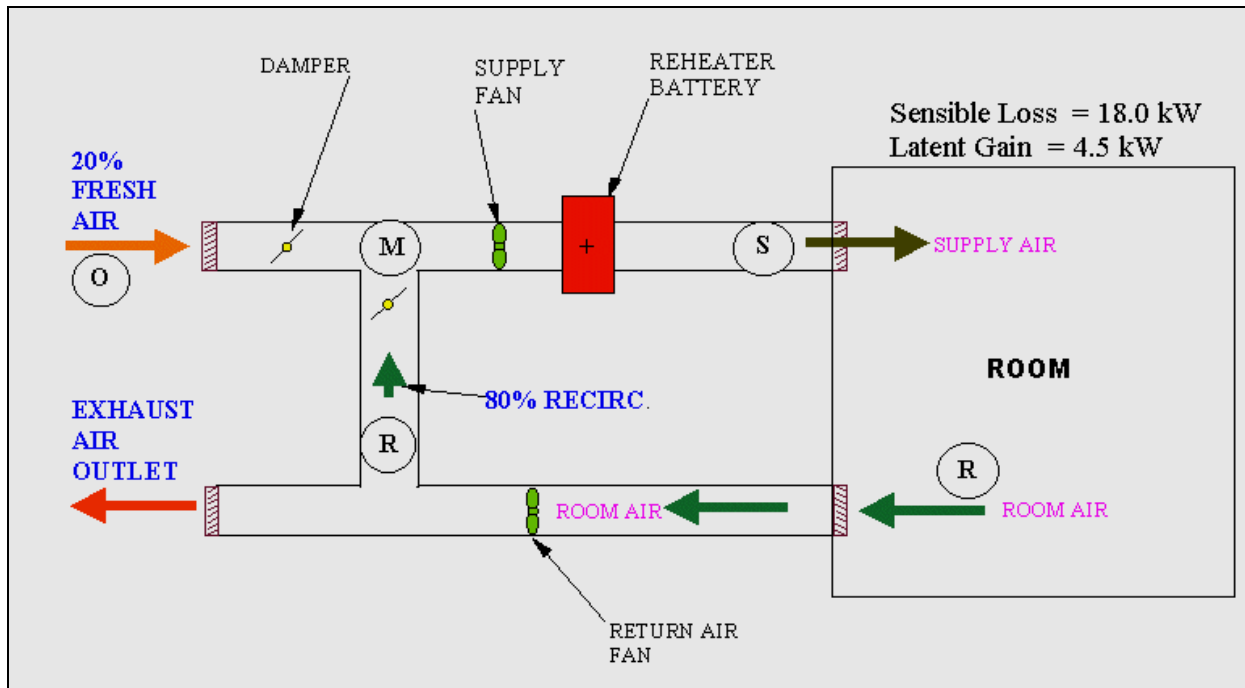 DAMPER
SUPPLY
FAN
REHEATER
BATTERY
Sensible Loss = 18.0 kW
Latent Gain = 4.5 kW
20%
FRESH
AIR
O
M
+
S
SUPPLY AIR
ROOM
80% RECIRC.
EXHAUST
AIR
OUTLET
R
R
ROOM AIR
ROOM AIR
RETURN AIR
FAN